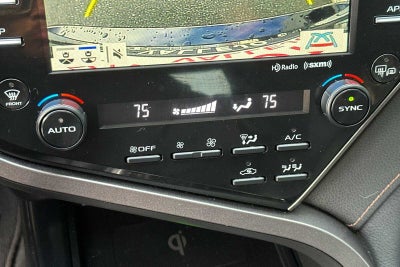 HD Radio
((sxm))
FRONT
75
75
AUTO
SYNC
OFF
A/C